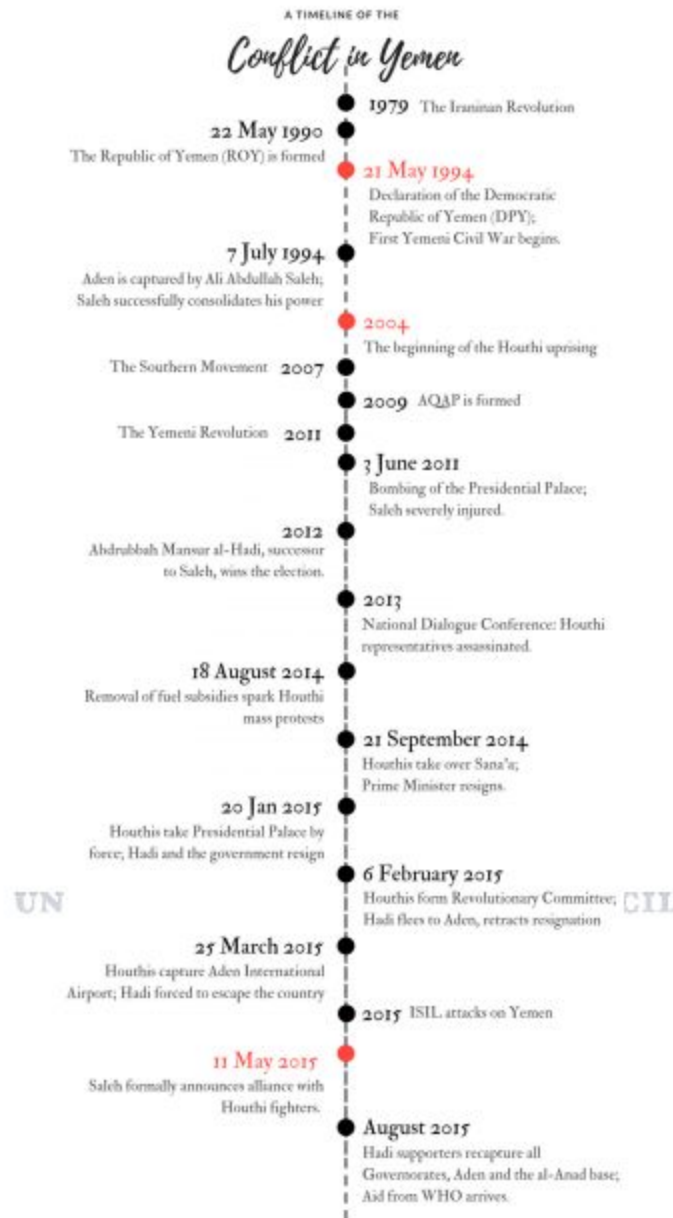 A TIMELINE OF THE
Conflict in Yemen
1979 The Iraninan Revolution
22 May 1990
The Republic of Yemen (ROY) is formed
21 May 1994
Declaration of the Democratic
Republic of Yemen (DPY);
First Yemeni Civil War begins.
7 July 1994
Aden is captured by Ali Abdullah Saleh;
Saleh successfully consolidates his power
2004
The beginning of the Houthi uprising
The Southern Movement 2007
2009 AQAP is formed
The Yemeni Revolution 2011
3 June 2011
Bombing of the Presidential Palace;
Saleh severely injured.
2012
Abdrubbah Mansur al-Hadi, successor
to Saleh, wins the election.
2013
National Dialogue Conference: Houthi
representatives assassinated.
18 August 2014
Removal of fuel subsidies spark Houthi
mass protests
21 September 2014
Houthis take over Sana'a;
Prime Minister resigns.
20 Jan 2015
Houthis take Presidential Palace by
force; Hadi and the government resign
6 February 2015
Houthis form Revolutionary Committee;
Hadi flees to Aden, retracts resignation
UN
CIL
25 March 2015
Houthis capture Aden International
Airport; Hadi forced to escape the country
2015 ISIL attacks on Yemen
11 May 2015
Saleh formally announces alliance with
Houthi fighters.
August 2015
Hadi supporters recapture all
Governorates, Aden and the al-Anad base;
Aid from WHO arrives.